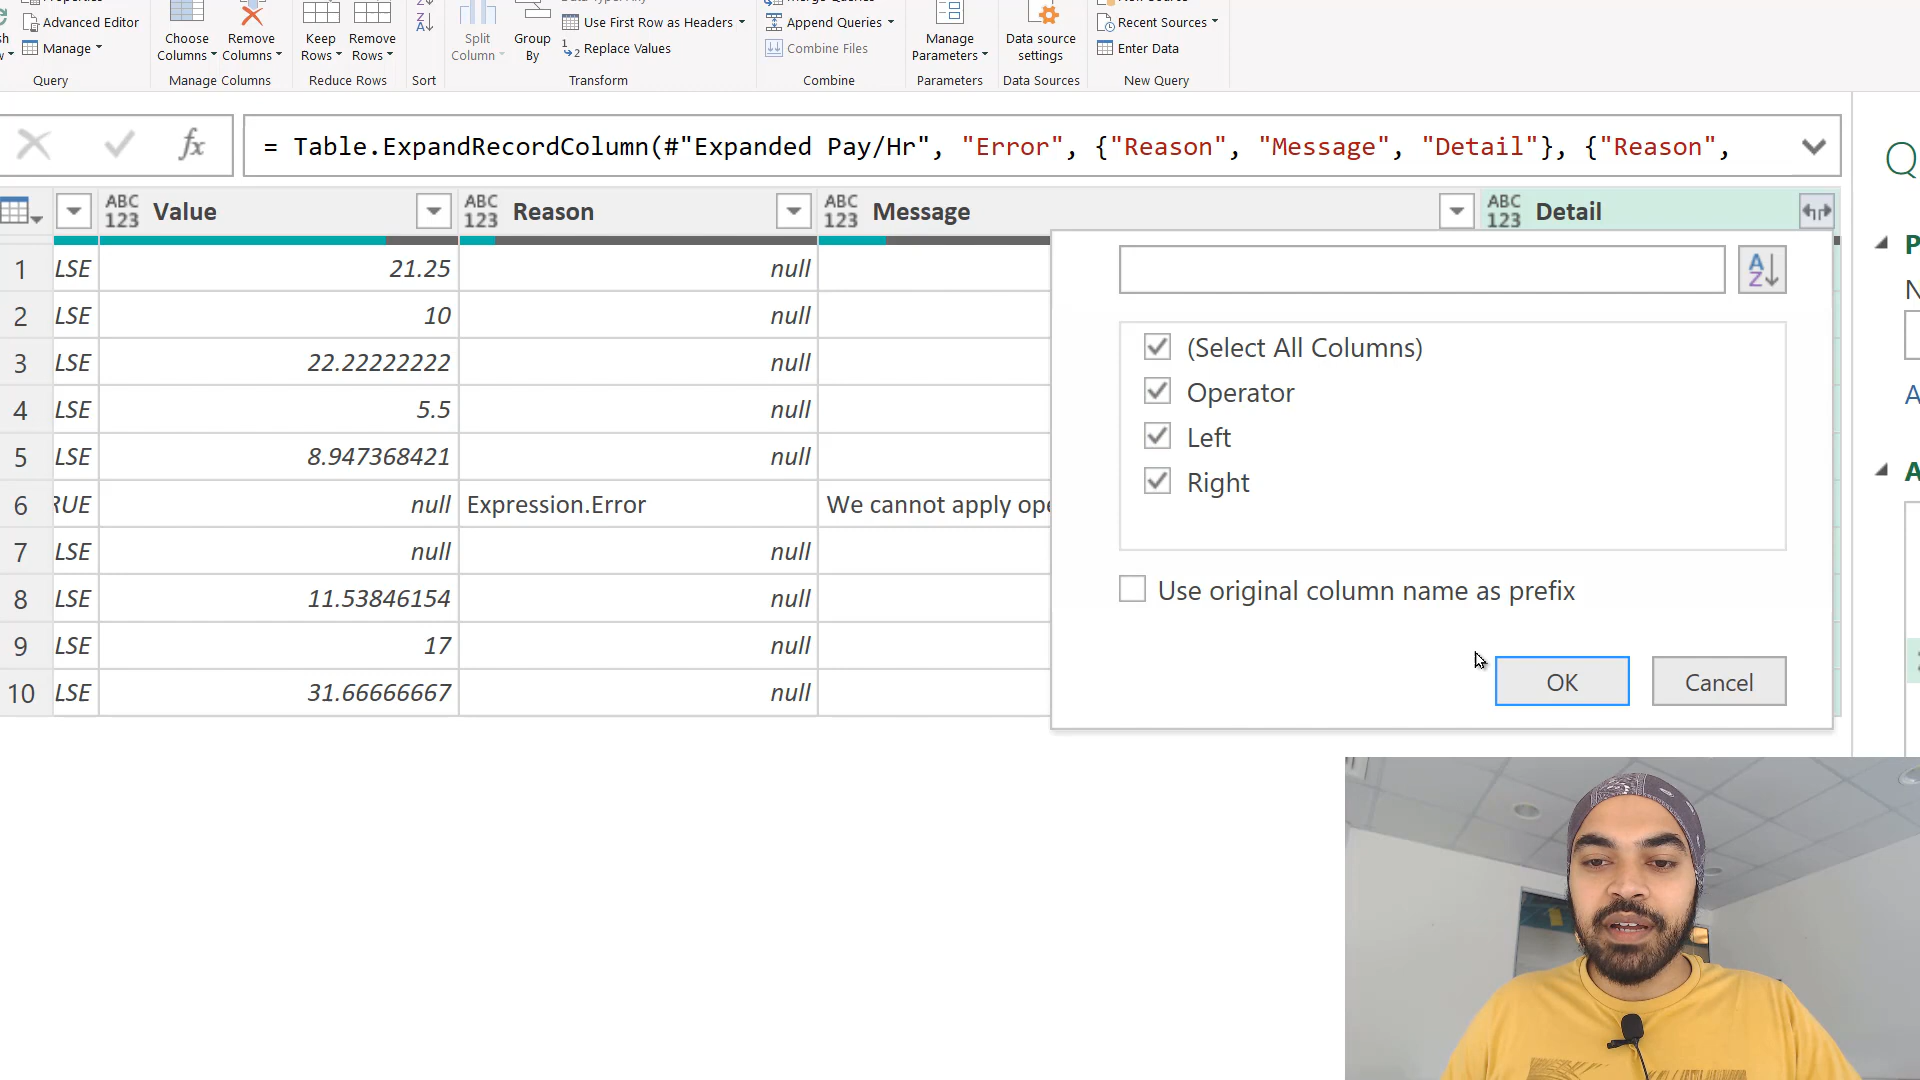 Advanced Editor
Manage
Query
Choose Columns
Remove Columns
Manage Columns
Keep Rows
Remove Rows
Reduce Rows
Sort
Split Column
Group By
Use First Row as Headers
Replace Values
Transform
Merge Queries
Append Queries
Combine Files
Combine
Manage Parameters
Parameters
Data source settings
Data Sources
Recent Sources
Enter Data
New Query
fx = Table.ExpandRecordColumn(#"Expanded Pay/Hr", "Error", {"Reason", "Message", "Detail"}, {"Reason",
ABC 123 Value ABC 123 Reason ABC 123 Message ABC 123 Detail
1 LSE 21.25 null
2 LSE 10 null
3 LSE 22.22222222 null
4 LSE 5.5 null
5 LSE 8.947368421 null
6 RUE null Expression.Error We cannot apply ope
7 LSE null null
8 LSE 11.53846154 null
9 LSE 17 null
10 LSE 31.66666667 null
AZ
(Select All Columns)
Operator
Left
Right
Use original column name as prefix
OK Cancel